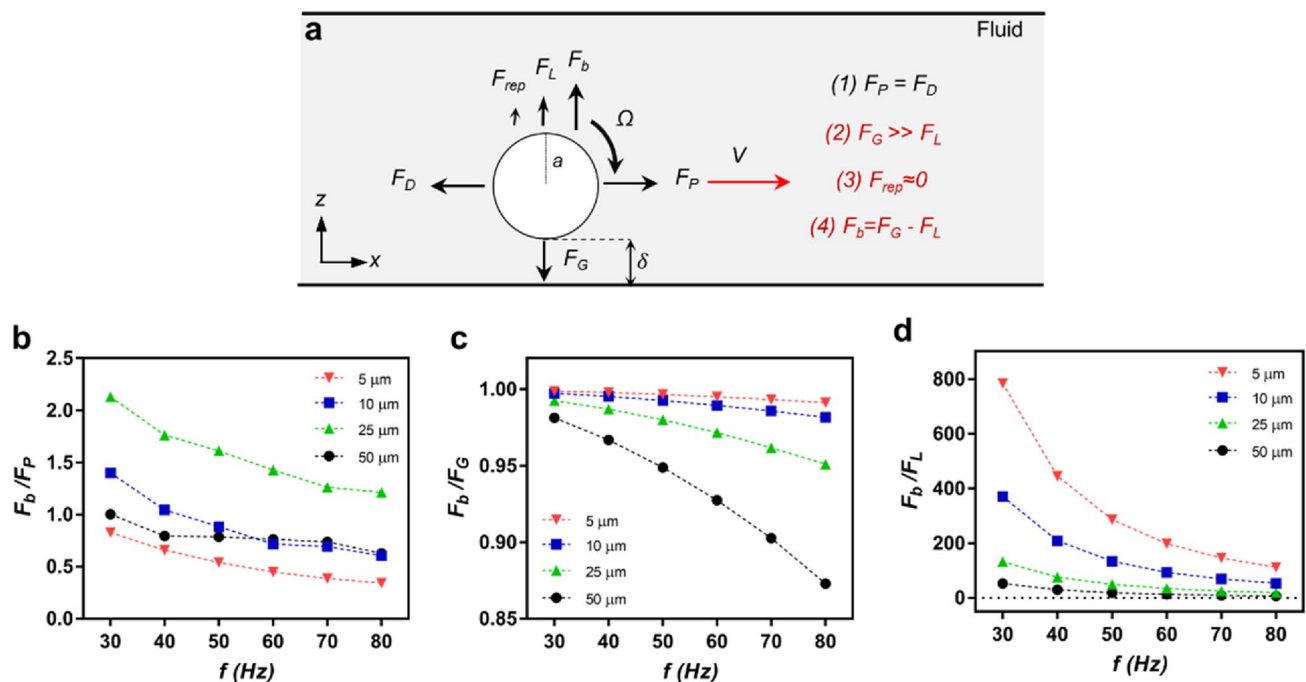 a
Fluid
F_rep
F_L
F_b
Ω
a
F_D
F_P
V
F_G
δ
z
x
(1) F_P = F_D
(2) F_G >> F_L
(3) F_rep≈0
(4) F_b=F_G - F_L
b
F_b /F_P
2.5
2.0
1.5
1.0
0.5
0.0
30 40 50 60 70 80
f (Hz)
5 μm
10 μm
25 μm
50 μm
c
F_b /F_G
1.00
0.95
0.90
0.85
30 40 50 60 70 80
f (Hz)
5 μm
10 μm
25 μm
50 μm
d
F_b /F_L
800
600
400
200
0
30 40 50 60 70 80
f (Hz)
5 μm
10 μm
25 μm
50 μm